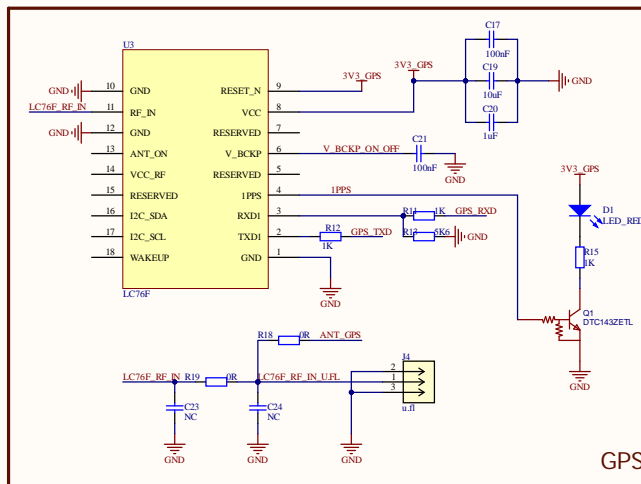 U3
GND 10 GND RESET_N 9 3V3_GPS
LC76F_RF_IN 11 RF_IN VCC 8 3V3_GPS
GND 12 GND RESERVED 7
13 ANT_ON V_BCKP 6 V_BCKP_ON_OFF
14 VCC_RF RESERVED 5
15 RESERVED 1PPS 4 1PPS
16 I2C_SDA RXD1 3 R11 1K GPS_RXD
17 I2C_SCL TXD1 2 R12 1K GPS_TXD
18 WAKEUP GND 1
LC76F
GND
R13 5K6 GND
C17
100nF
C19
10uF
C20
1uF
GND
C21
100nF
GND
3V3_GPS
D1
LED_RED
R15
1K
Q1
DTC143ZETL
GND
R18 0R ANT_GPS
LC76F_RF_IN R19 0R LC76F_RF_IN_U.FL
C23
NC
GND
C24
NC
GND
J4
2
1
3
u.fl
GND
GPS